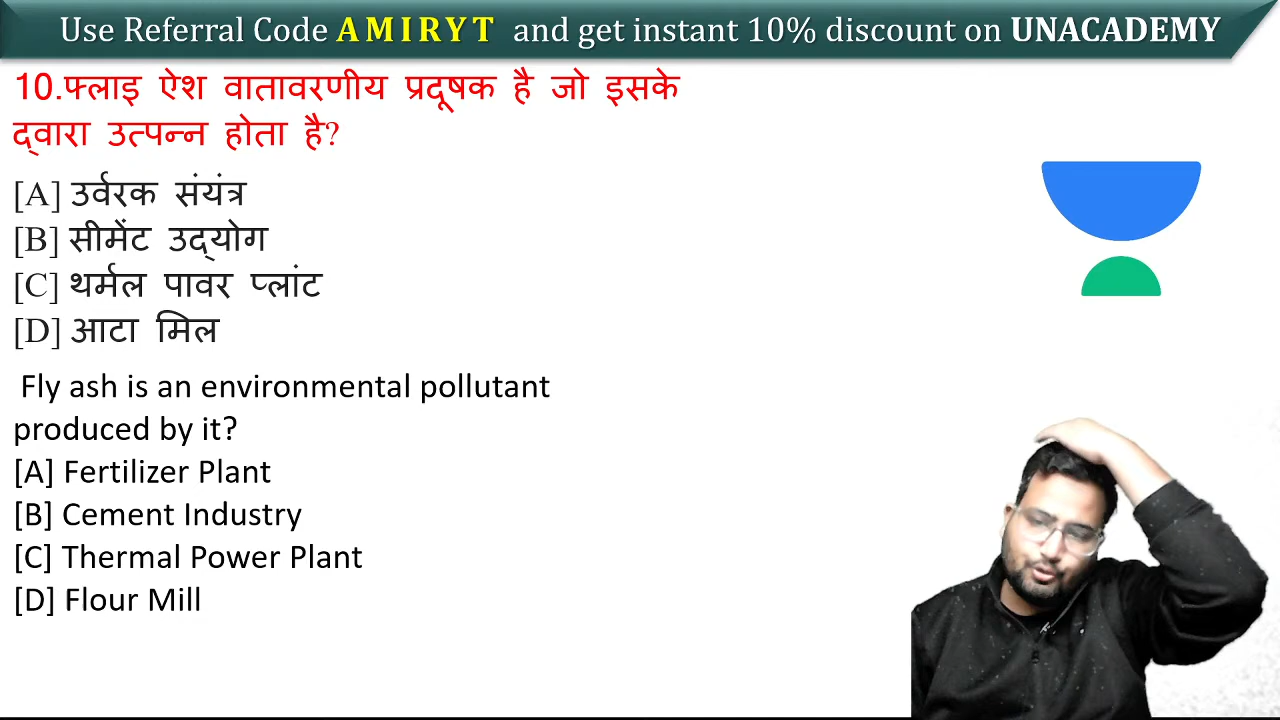 Use Referral Code AMIRYT and get instant 10% discount on UNACADEMY
10.फ्लाइ ऐश वातावरणीय प्रदूषक है जो इसके
द्वारा उत्पन्न होता है?
[A] उर्वरक संयंत्र
[B] सीमेंट उद्योग
[C] थर्मल पावर प्लांट
[D] आटा मिल
Fly ash is an environmental pollutant
produced by it?
[A] Fertilizer Plant
[B] Cement Industry
[C] Thermal Power Plant
[D] Flour Mill